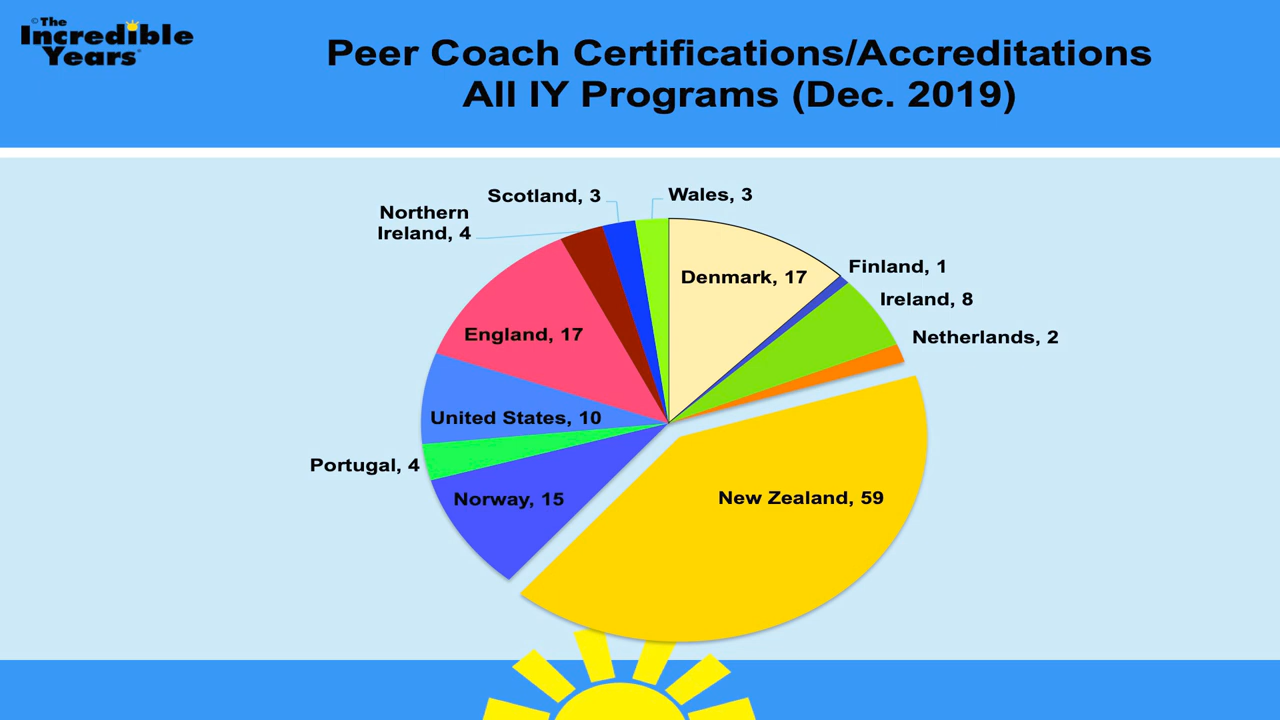 ©The
Incredible
Years®
Peer Coach Certifications/Accreditations
All IY Programs (Dec. 2019)
Scotland, 3
Wales, 3
Northern
Ireland, 4
Denmark, 17
Finland, 1
Ireland, 8
Netherlands, 2
England, 17
United States, 10
Portugal, 4
Norway, 15
New Zealand, 59